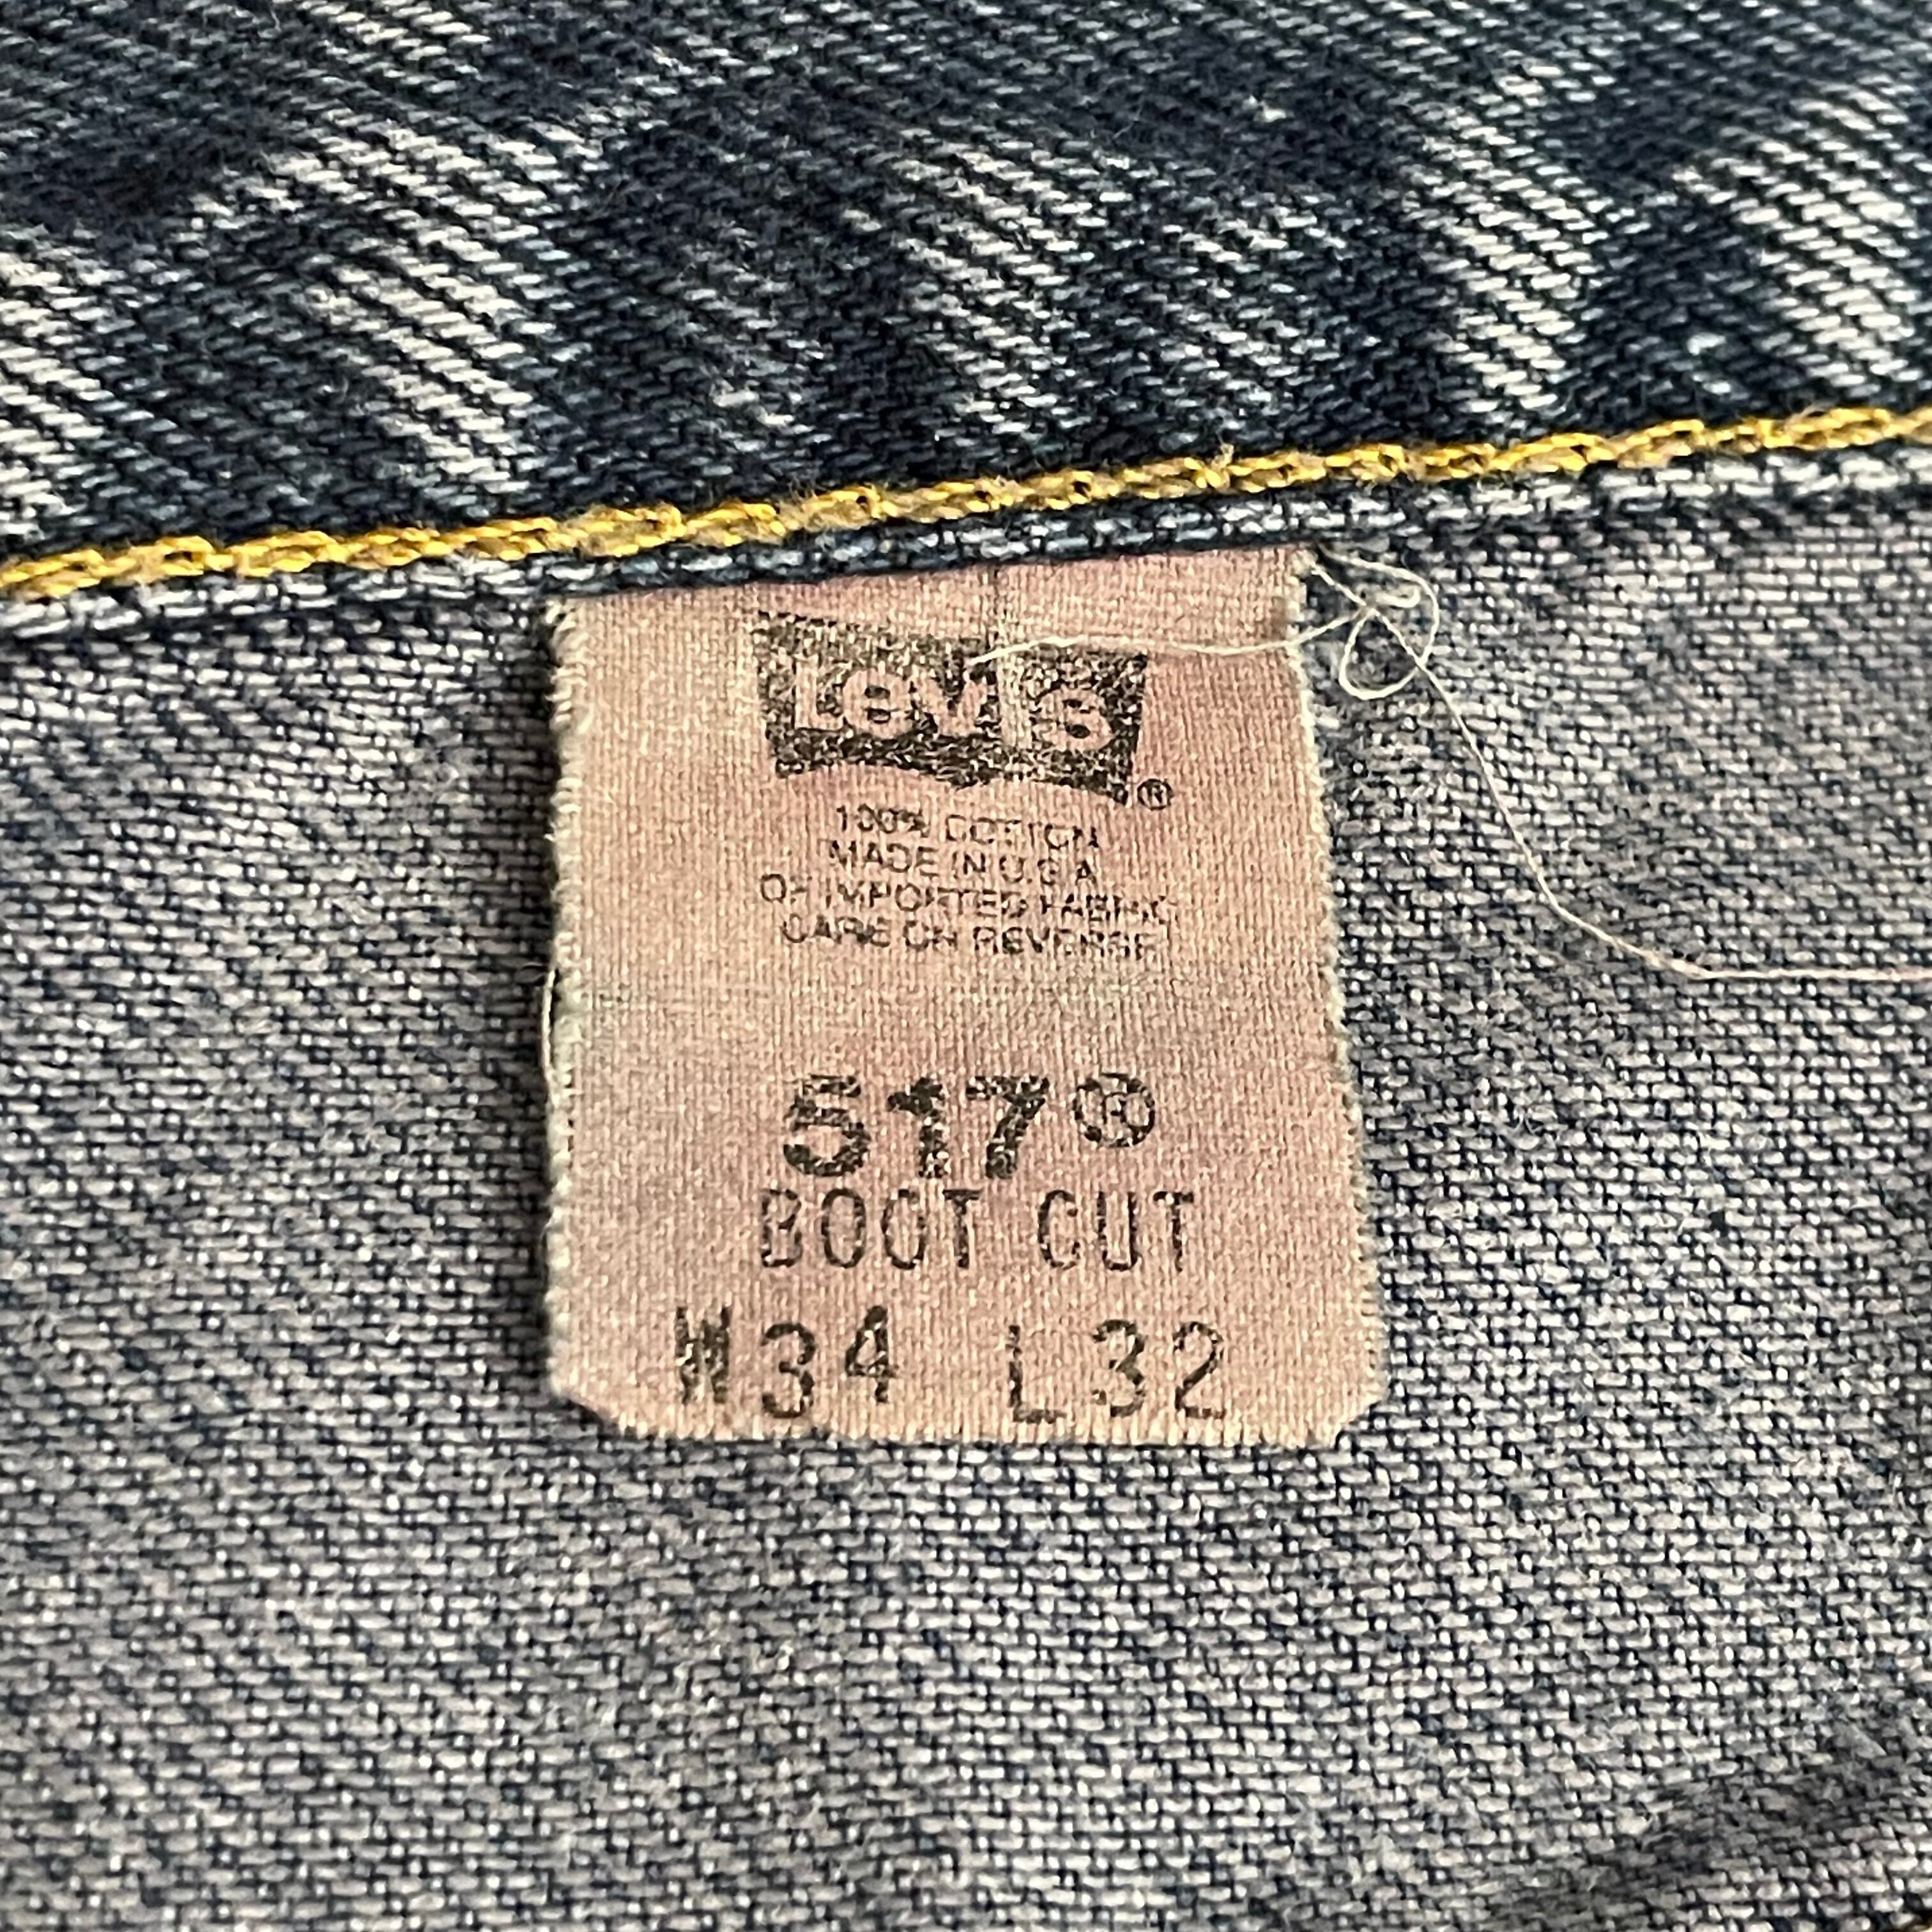 Levi's®
100% COTTON
MADE IN U.S.A.
OF IMPORTED FABRIC
CARE ON REVERSE
517®
BOOT CUT
W34 L32